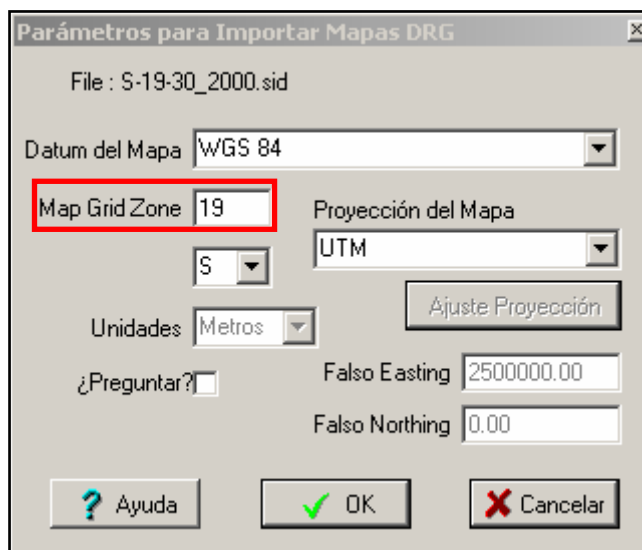 Parámetros para Importar Mapas DRG
File : S-19-30_2000.sid
Datum del Mapa WGS 84
Map Grid Zone 19
Proyección del Mapa
S
UTM
Ajuste Proyección
Unidades Metros
¿Preguntar?
Falso Easting 2500000.00
Falso Northing 0.00
? Ayuda
OK
Cancelar